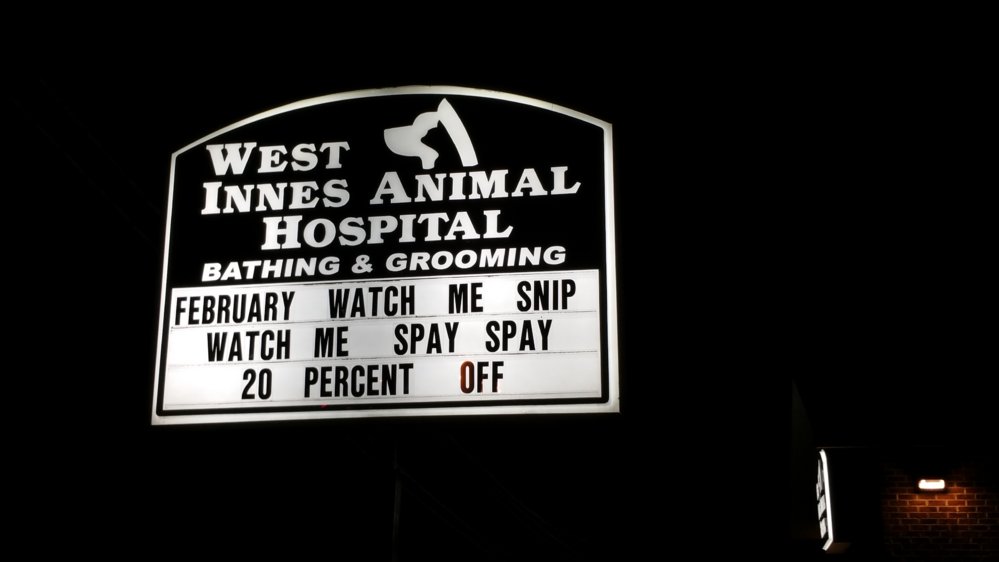 WEST
INNES ANIMAL
HOSPITAL
BATHING & GROOMING
FEBRUARY WATCH ME SNIP
WATCH ME SPAY SPAY
20 PERCENT OFF